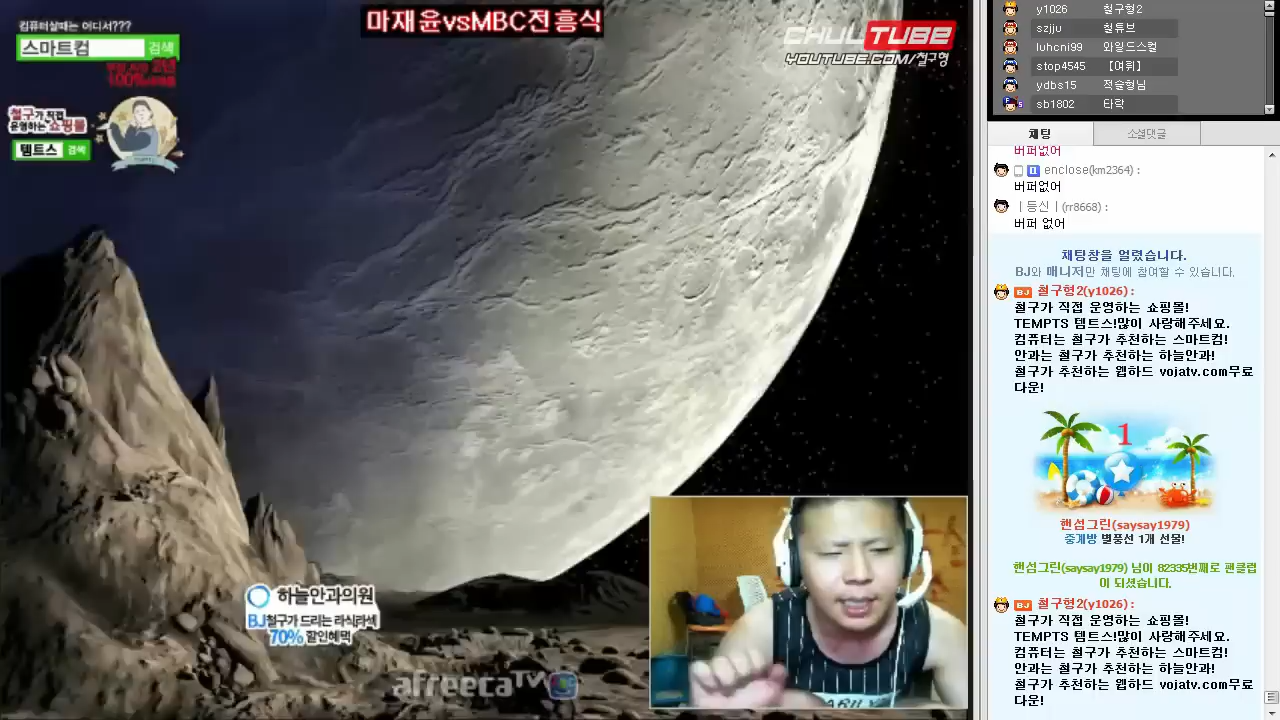 컴퓨터살때는 어디서???
스마트컴 검색
100%
철구가 직접
운영하는 쇼핑몰
템트스 검색
마재윤vsMBC전 흥식
CHULTUBE
YOUTUBE.COM/철구형
하늘안과의원
BJ철구가 드리는 라식라섹
70% 할인혜택
afreecaTV
y1026 철구형2
szjju 철튜브
stop4545 [여휘]
ydbs15 적슬형님
sb1802 타락
채팅 소셜댓글
버퍼없어
enclose(km2364) :
버퍼없어
ㅣ등신ㅣ(rr8668) :
버퍼 없어
채팅창을 얼렸습니다.
BJ와 매니저만 채팅에 참여할 수 있습니다.
BJ 철구형2(y1026) :
철구가 직접 운영하는 쇼핑몰!
TEMPTS 템트스!많이 사랑해주세요.
컴퓨터는 철구가 추천하는 스마트컴!
안과는 철구가 추천하는 하늘안과!
철구가 추천하는 웹하드 vojatv.com무료
다운!
1
핸섬그린(saysay1979)
중계방 별풍선 1개 선물!
핸섬그린(saysay1979) 님이 82335번째로 팬클럽
이 되셨습니다.
BJ 철구형2(y1026) :
철구가 직접 운영하는 쇼핑몰!
TEMPTS 템트스!많이 사랑해주세요.
컴퓨터는 철구가 추천하는 스마트컴!
안과는 철구가 추천하는 하늘안과!
철구가 추천하는 웹하드 vojatv.com무료
다운!